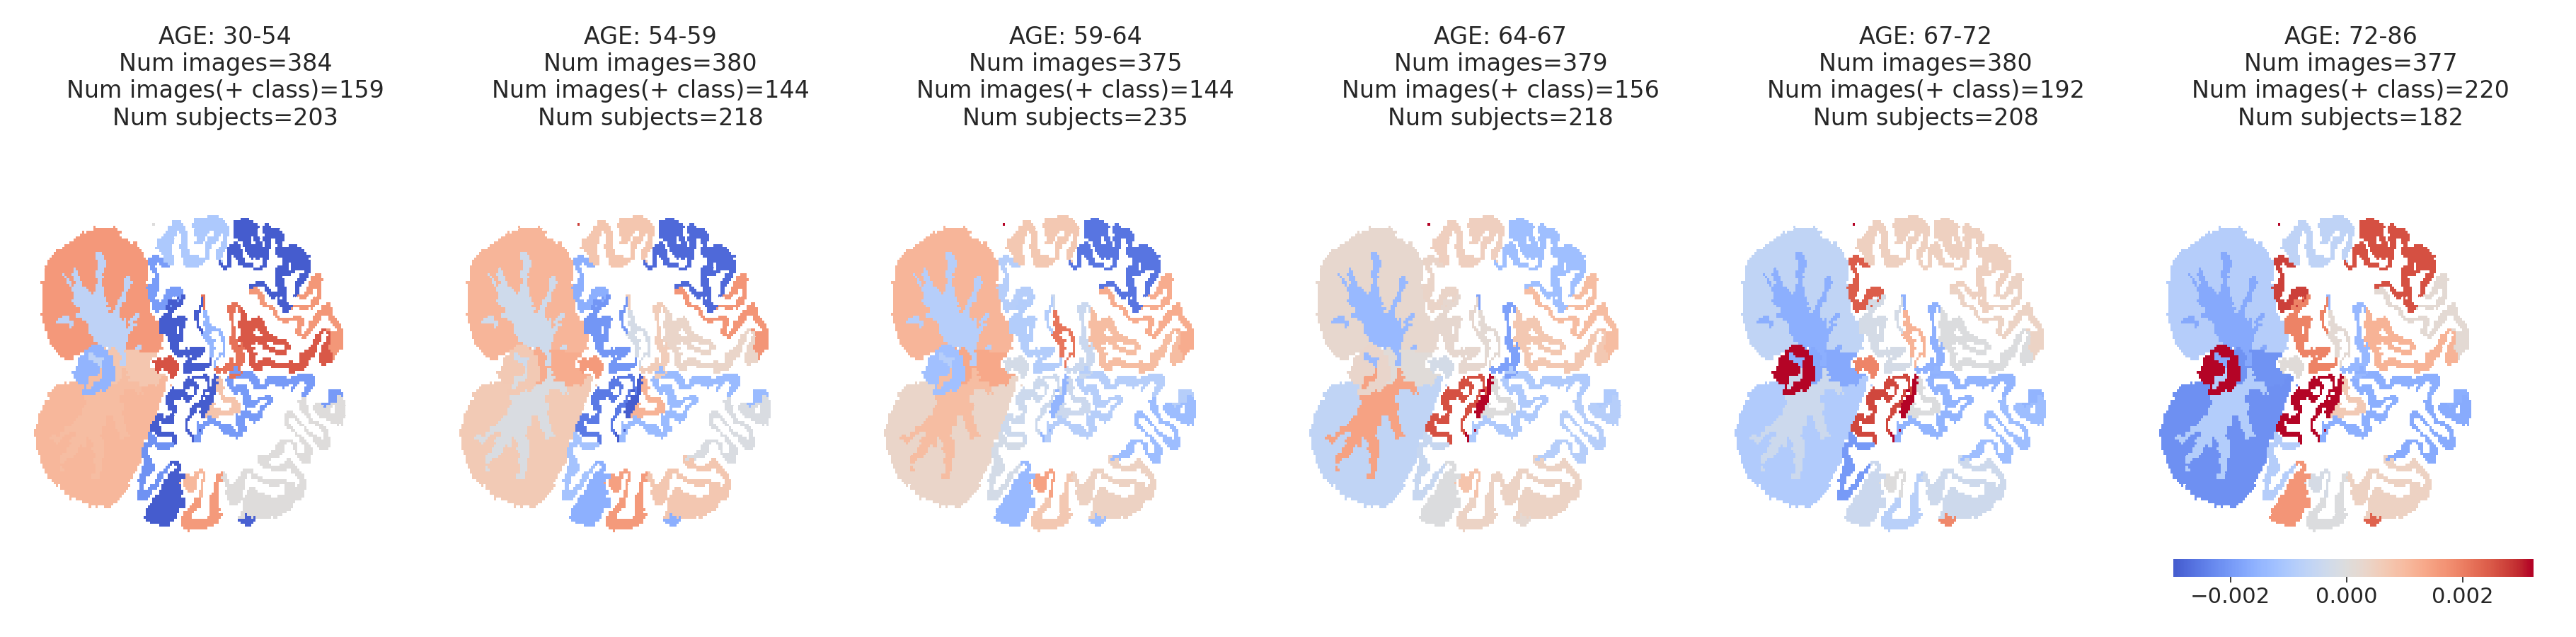 AGE: 30-54
Num images=384
Num images(+ class)=159
Num subjects=203
AGE: 54-59
Num images=380
Num images(+ class)=144
Num subjects=218
AGE: 59-64
Num images=375
Num images(+ class)=144
Num subjects=235
AGE: 64-67
Num images=379
Num images(+ class)=156
Num subjects=218
AGE: 67-72
Num images=380
Num images(+ class)=192
Num subjects=208
AGE: 72-86
Num images=377
Num images(+ class)=220
Num subjects=182
−0.002 0.000 0.002